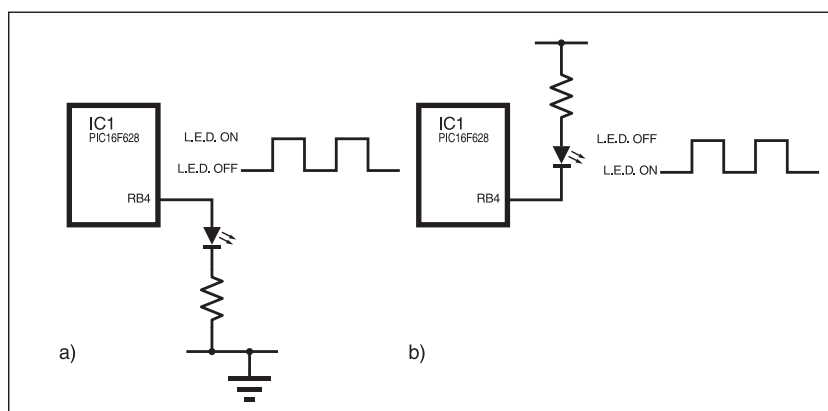 IC1
PIC16F628
RB4
L.E.D. ON
L.E.D. OFF
a)
IC1
PIC16F628
RB4
L.E.D. OFF
L.E.D. ON
b)